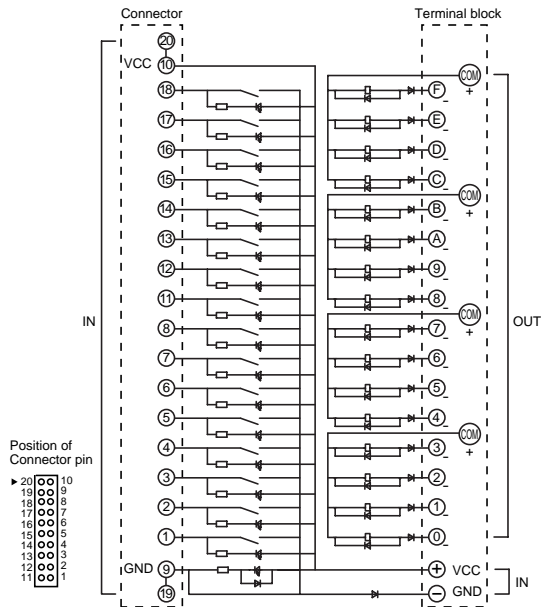 Connector
Terminal block
20
VCC 10
COM
+
18
F
_
17
E
_
16
D
_
15
C
_
COM
+
14
B
_
13
A
_
12
9
_
11
8
_
IN
OUT
COM
+
8
7
_
7
6
_
6
5
_
5
4
_
COM
+
4
3
_
3
2
_
2
1
_
1
0
_
Position of
Connector pin
20 10
19 9
18 8
17 7
16 6
15 5
14 4
13 3
12 2
11 1
GND 9
+ VCC
IN
19
− GND